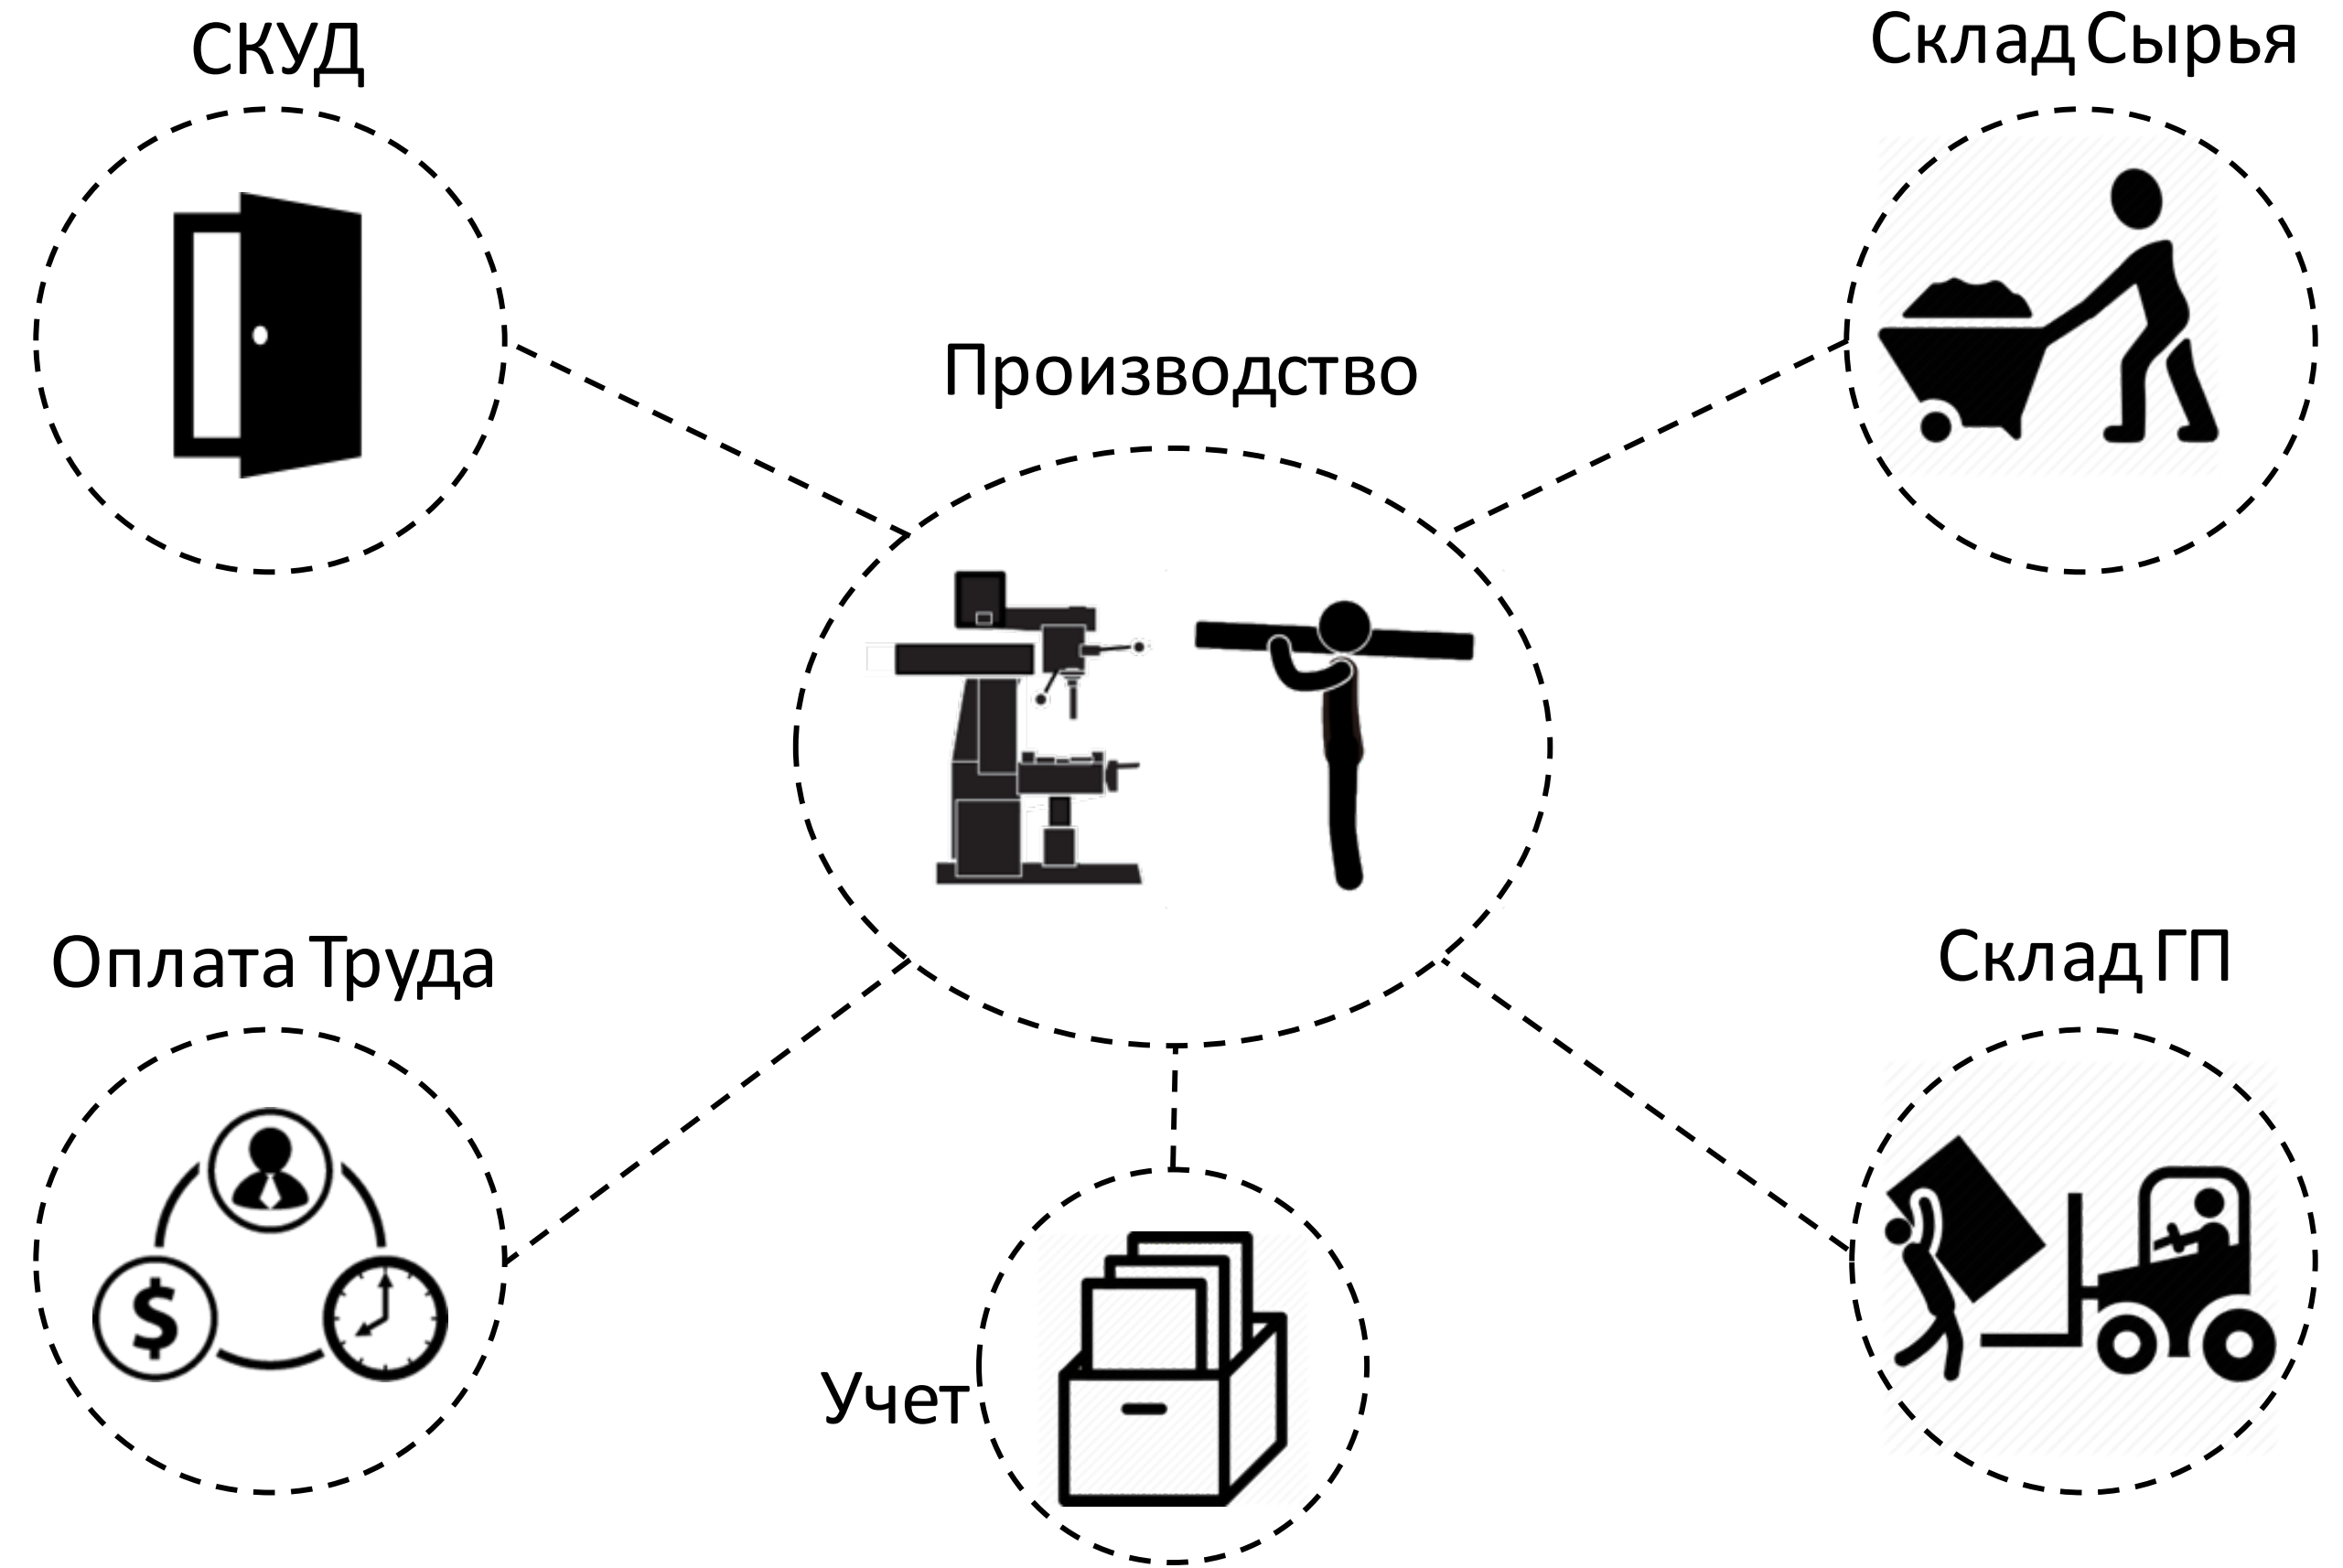 СКУД
Склад Сырья
Производство
Оплата Труда
Склад ГП
$
Учет